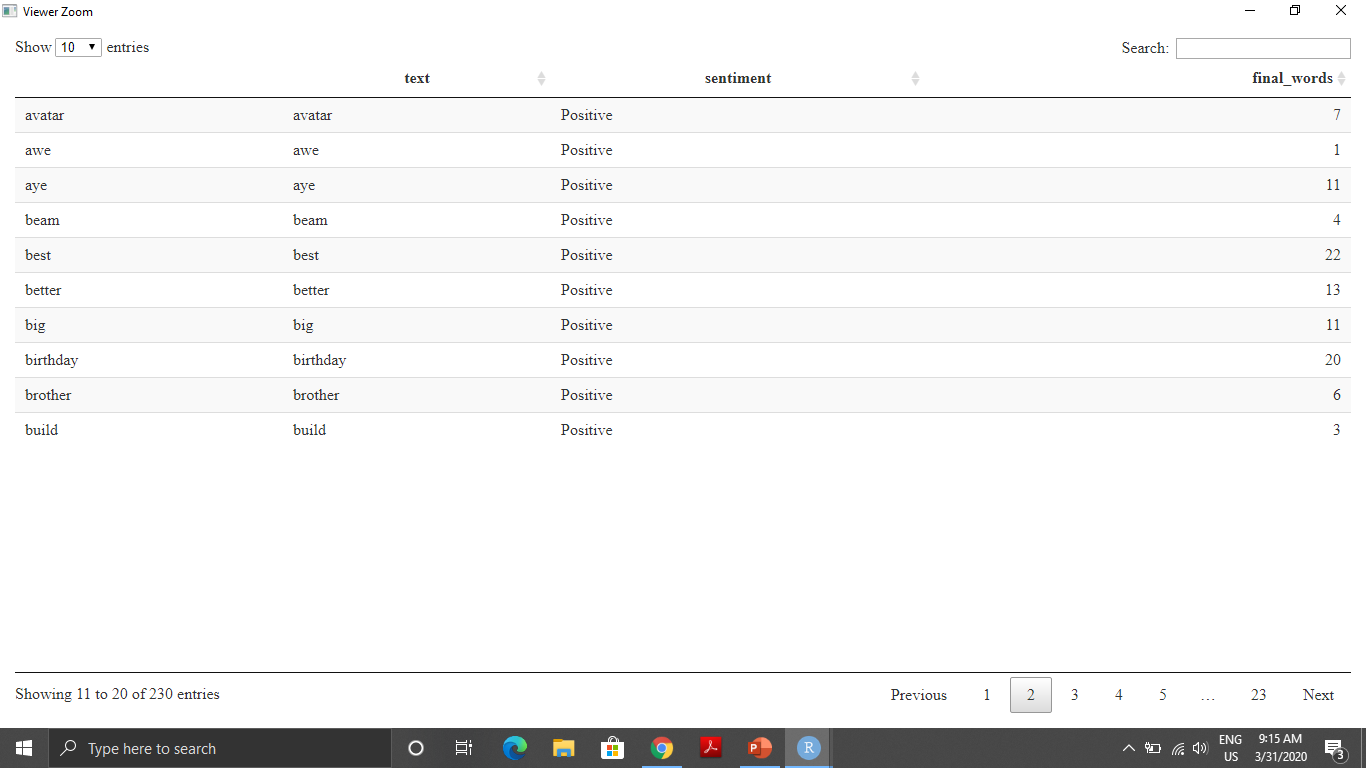 Viewer Zoom
Show 10 entries Search:
text sentiment final_words
avatar avatar Positive 7
awe awe Positive 1
aye aye Positive 11
beam beam Positive 4
best best Positive 22
better better Positive 13
big big Positive 11
birthday birthday Positive 20
brother brother Positive 6
build build Positive 3
Showing 11 to 20 of 230 entries Previous 1 2 3 4 5 … 23 Next
Type here to search ENG 9:15 AM
US 3/31/2020 3